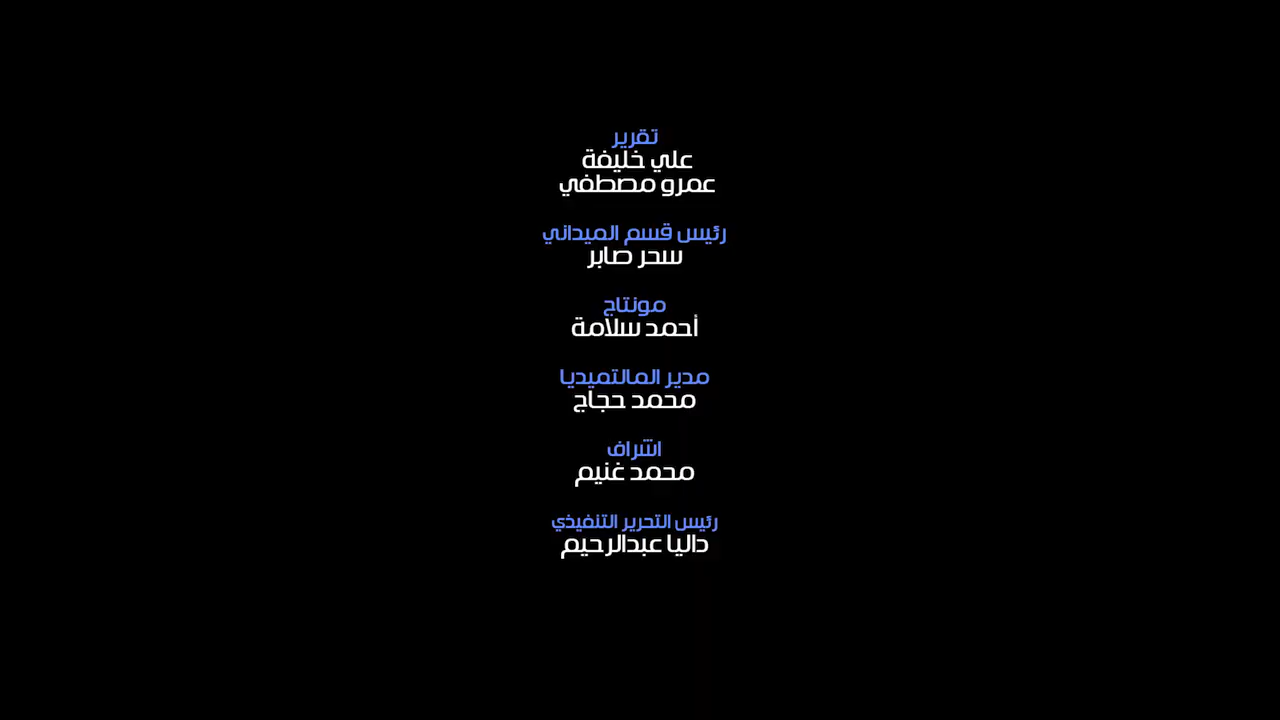 تقرير
علي خليفة
عمرو مصطفي
رئيس قسم الميداني
سحر صابر
مونتاج
أحمد سلامة
مدير المالتميديا
محمد حجاج
اشراف
محمد غنيم
رئيس التحرير التنفيذي
داليا عبدالرحيم